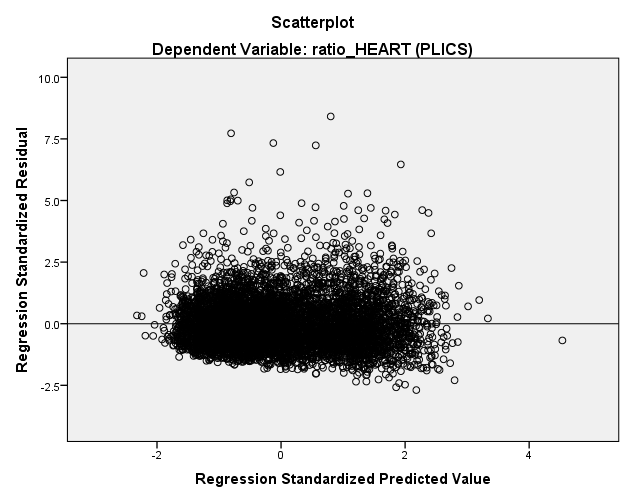 Scatterplot
Dependent Variable: ratio_HEART (PLICS)
Regression Standardized Residual
10.0
7.5
5.0
2.5
0.0
-2.5
-2
0
2
4
Regression Standardized Predicted Value